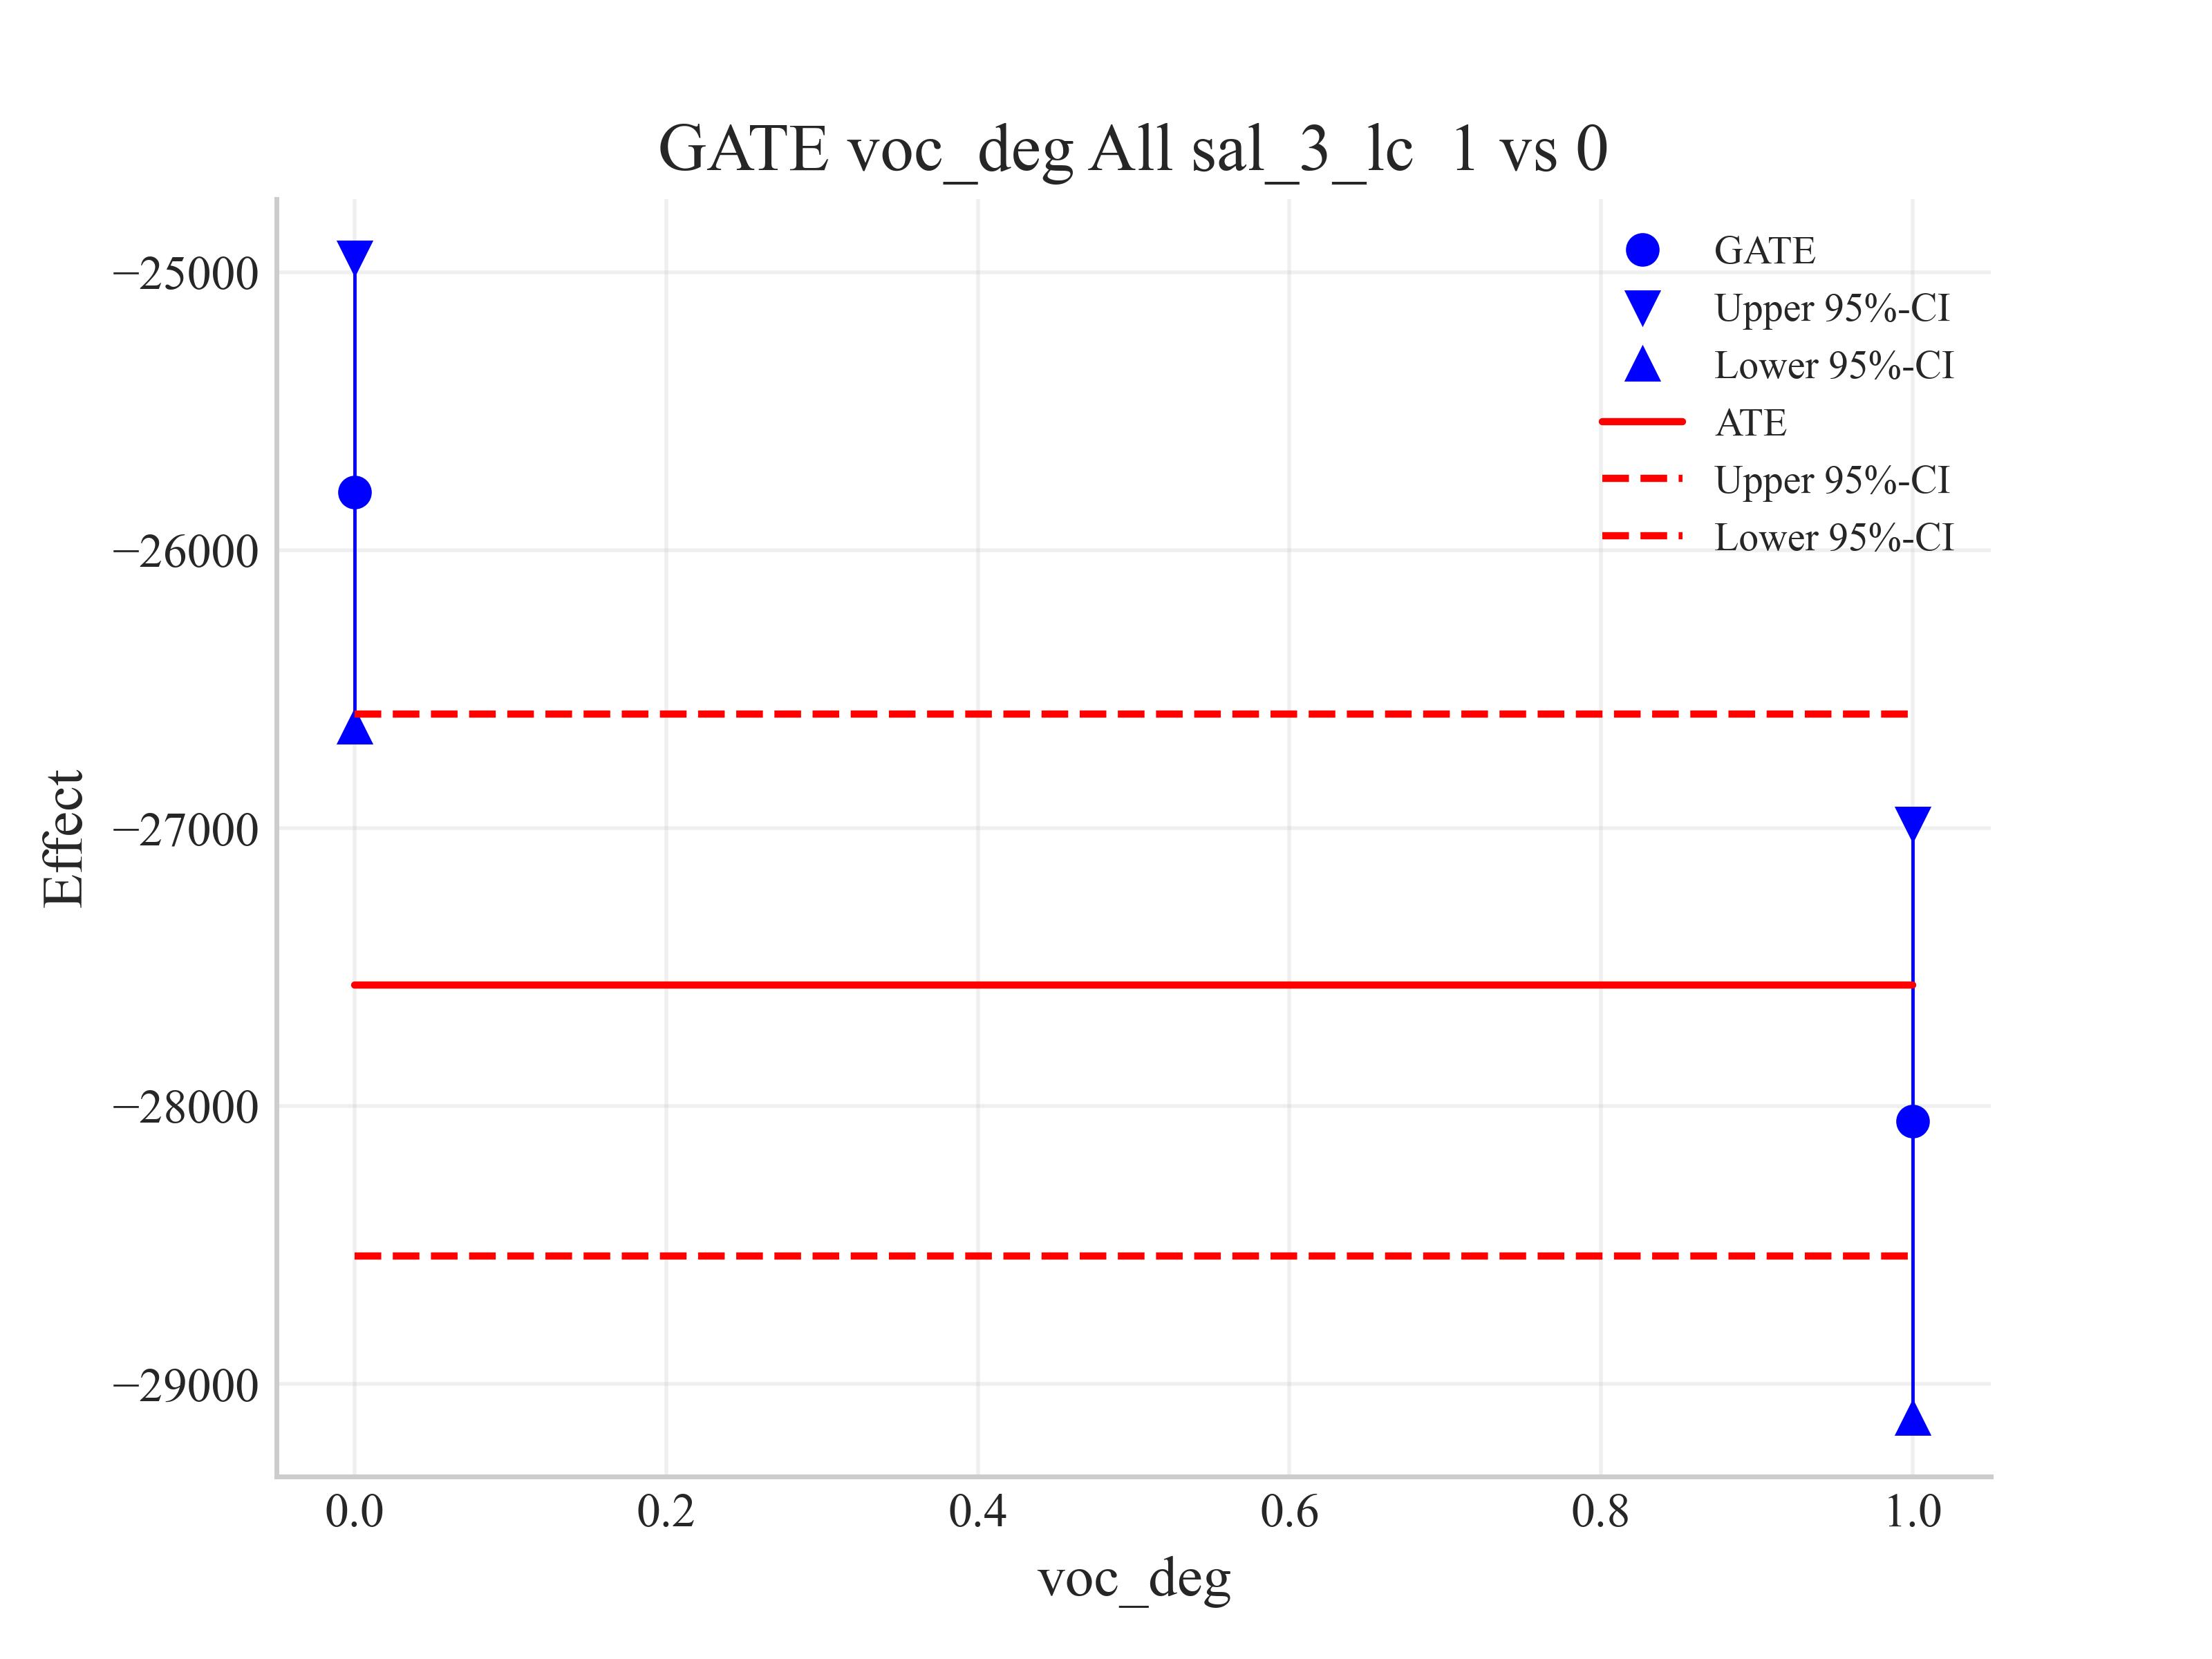 GATE voc_deg All sal_3_lc 1 vs 0
GATE
Upper 95%-CI
Lower 95%-CI
ATE
Upper 95%-CI
Lower 95%-CI
Effect
−25000
−26000
−27000
−28000
−29000
0.0 0.2 0.4 0.6 0.8 1.0
voc_deg